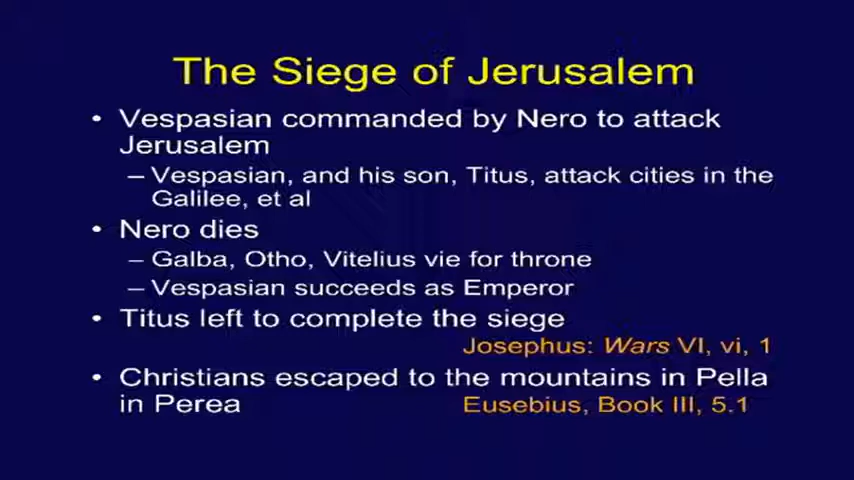 The Siege of Jerusalem
• Vespasian commanded by Nero to attack
Jerusalem
– Vespasian, and his son, Titus, attack cities in the
Galilee, et al
• Nero dies
– Galba, Otho, Vitelius vie for throne
– Vespasian succeeds as Emperor
• Titus left to complete the siege
Josephus: Wars VI, vi, 1
• Christians escaped to the mountains in Pella
in Perea
Eusebius, Book III, 5.1